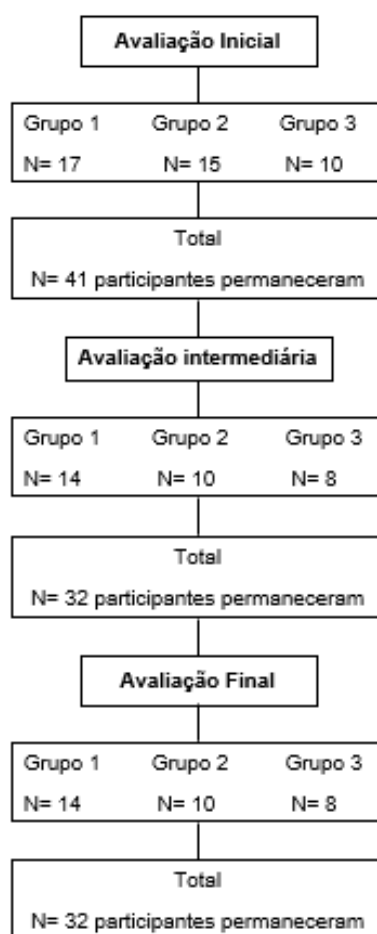 Avaliação Inicial
Grupo 1 Grupo 2 Grupo 3
N= 17 N= 15 N= 10
Total
N= 41 participantes permaneceram
Avaliação intermediária
Grupo 1 Grupo 2 Grupo 3
N= 14 N= 10 N= 8
Total
N= 32 participantes permaneceram
Avaliação Final
Grupo 1 Grupo 2 Grupo 3
N= 14 N= 10 N= 8
Total
N= 32 participantes permaneceram